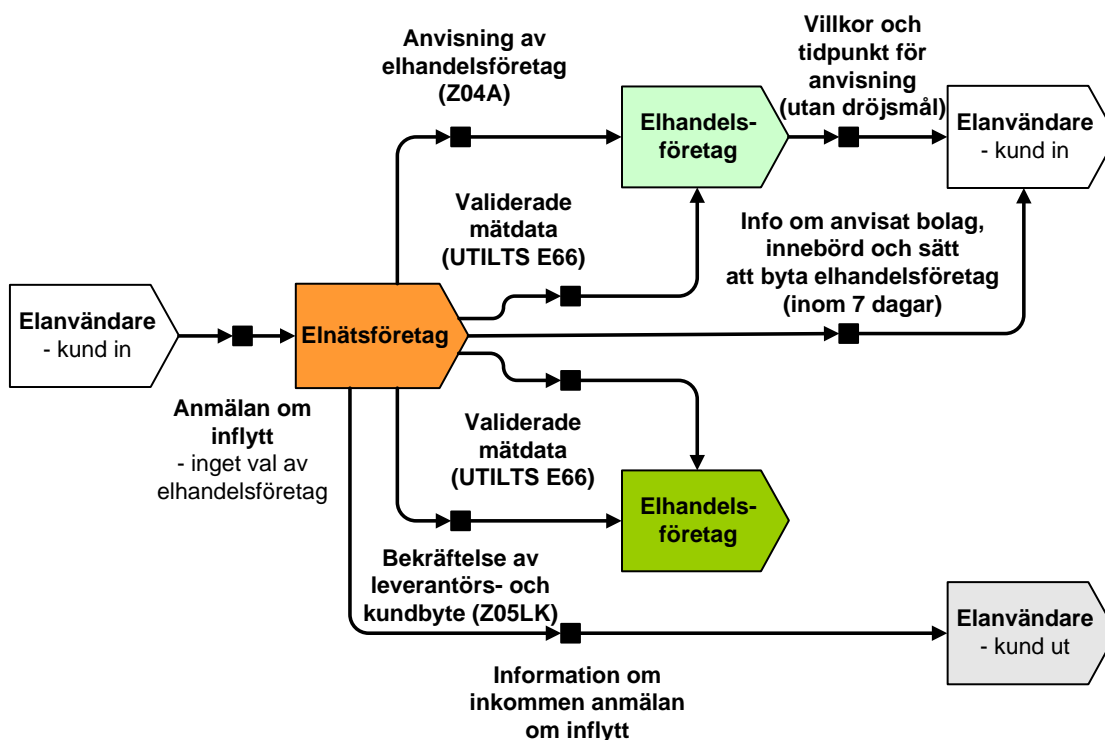 Anvisning av
elhandelsföretag
(Z04A)
Villkor och
tidpunkt för
anvisning
(utan dröjsmål)
Elhandels-
företag
Elanvändare
- kund in
Validerade
mätdata
(UTILTS E66)
Info om anvisat bolag,
innebörd och sätt
att byta elhandelsföretag
(inom 7 dagar)
Elanvändare
- kund in
Elnätsföretag
Anmälan om
inflytt
- inget val av
elhandelsföretag
Validerade
mätdata
(UTILTS E66)
Elhandels-
företag
Bekräftelse av
leverantörs- och
kundbyte (Z05LK)
Elanvändare
- kund ut
Information om
inkommen anmälan
om inflytt